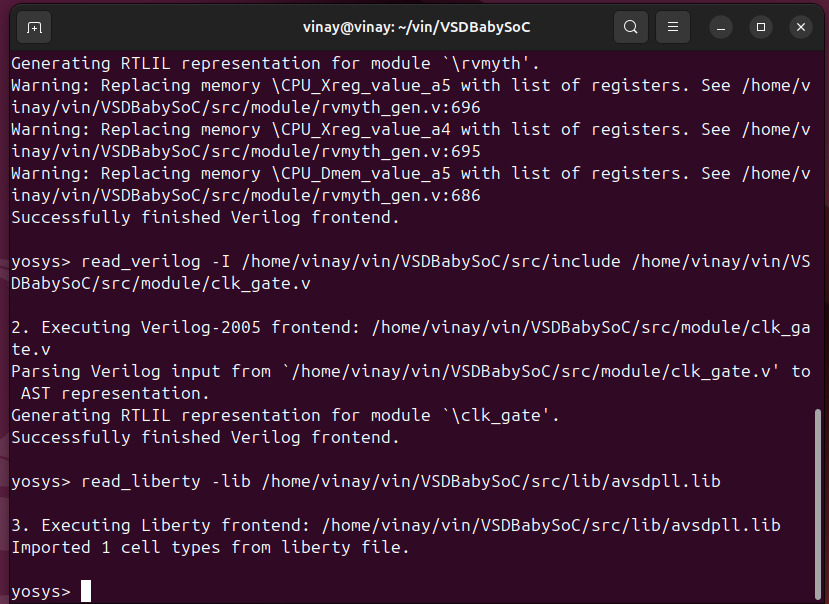 vinay@vinay: ~/vin/VSDBabySoC
Generating RTLIL representation for module `\rvmyth'.
Warning: Replacing memory \CPU_Xreg_value_a5 with list of registers. See /home/v
inay/vin/VSDBabySoC/src/module/rvmyth_gen.v:696
Warning: Replacing memory \CPU_Xreg_value_a4 with list of registers. See /home/v
inay/vin/VSDBabySoC/src/module/rvmyth_gen.v:695
Warning: Replacing memory \CPU_Dmem_value_a5 with list of registers. See /home/v
inay/vin/VSDBabySoC/src/module/rvmyth_gen.v:686
Successfully finished Verilog frontend.
yosys> read_verilog -I /home/vinay/vin/VSDBabySoC/src/include /home/vinay/vin/VS
DBabySoC/src/module/clk_gate.v
2. Executing Verilog-2005 frontend: /home/vinay/vin/VSDBabySoC/src/module/clk_ga
te.v
Parsing Verilog input from `/home/vinay/vin/VSDBabySoC/src/module/clk_gate.v' to
 AST representation.
Generating RTLIL representation for module `\clk_gate'.
Successfully finished Verilog frontend.
yosys> read_liberty -lib /home/vinay/vin/VSDBabySoC/src/lib/avsdpll.lib
3. Executing Liberty frontend: /home/vinay/vin/VSDBabySoC/src/lib/avsdpll.lib
Imported 1 cell types from liberty file.
yosys>